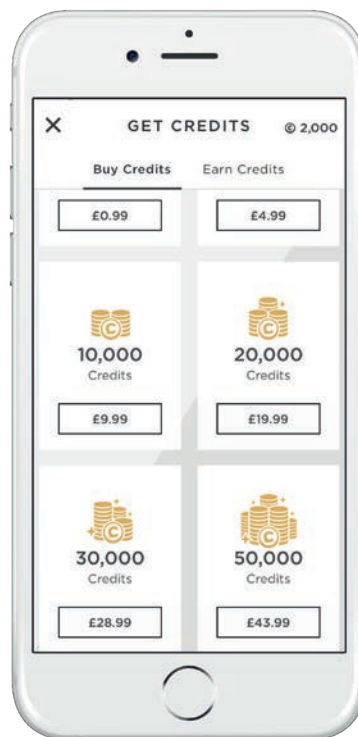 GET CREDITS © 2,000
Buy Credits Earn Credits
£0.99 £4.99
10,000 20,000
Credits Credits
£9.99 £19.99
30,000 50,000
Credits Credits
£28.99 £43.99